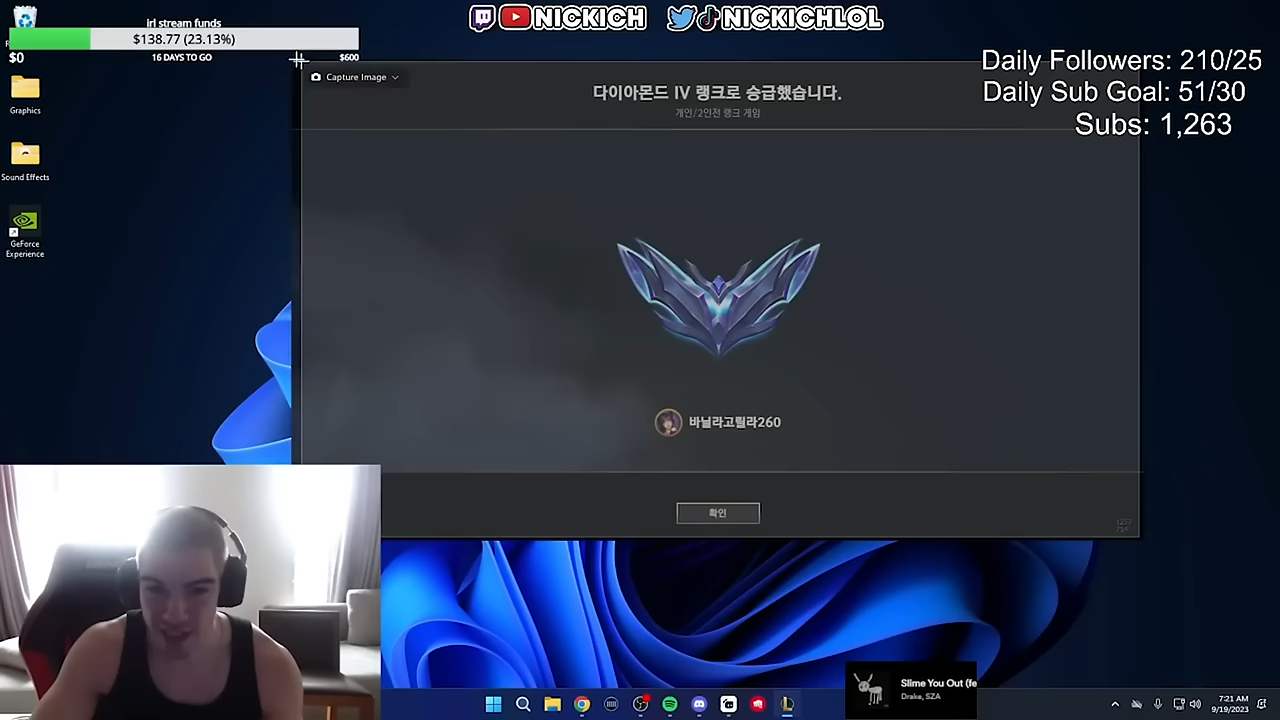 NICKICH
NICKICHLOL
irl stream funds
$138.77 (23.13%)
$0
16 DAYS TO GO
$600
Daily Followers: 210/25
Daily Sub Goal: 51/30
Subs: 1,263
Capture Image
다이아몬드 IV 랭크로 승급했습니다.
개인/2인전 랭크 게임
Graphics
Sound Effects
GeForce
Experience
바닐라고릴라260
확인
1257
714
Slime You Out (fe
Drake, SZA
7:21 AM
9/19/2023